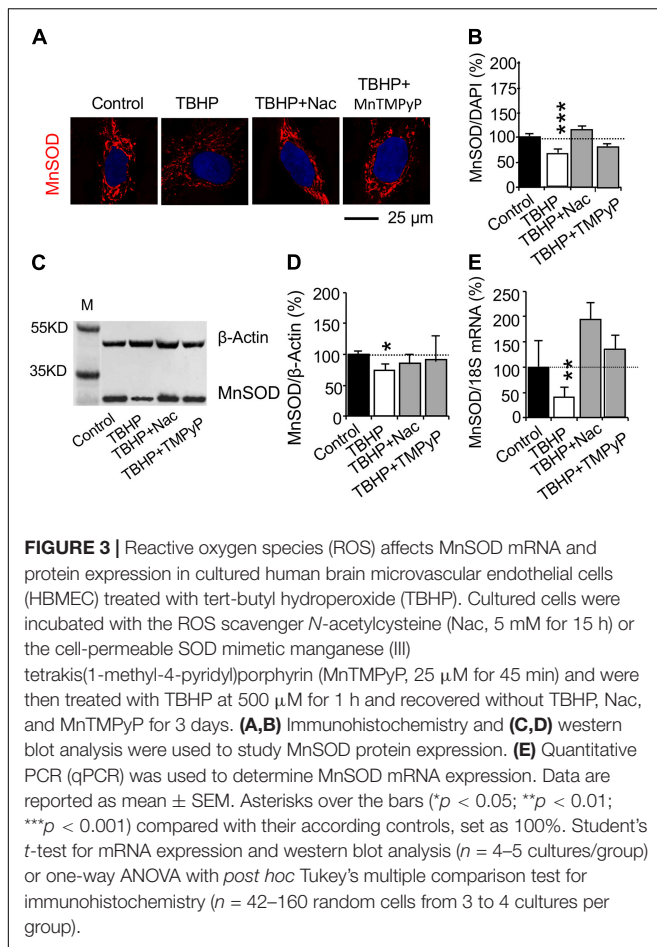 A
Control
TBHP
TBHP+Nac
TBHP+
MnTMPyP
MnSOD
25 μm
B
MnSOD/DAPI (%)
200
150
100
50
0
***
Control
TBHP
TBHP+Nac
TBHP+TMPyP
C
M
55KD
35KD
β-Actin
MnSOD
Control
TBHP
TBHP+Nac
TBHP+TMPyP
D
MnSOD/β-Actin (%)
200
150
100
50
0
*
Control
TBHP
TBHP+Nac
TBHP+TMPyP
E
MnSOD/18S mRNA (%)
250
200
150
100
50
0
**
Control
TBHP
TBHP+Nac
TBHP+TMPyP
FIGURE 3 | Reactive oxygen species (ROS) affects MnSOD mRNA and
protein expression in cultured human brain microvascular endothelial cells
(HBMEC) treated with tert-butyl hydroperoxide (TBHP). Cultured cells were
incubated with the ROS scavenger N-acetylcysteine (Nac, 5 mM for 15 h) or
the cell-permeable SOD mimetic manganese (III)
tetrakis(1-methyl-4-pyridyl)porphyrin (MnTMPyP, 25 μM for 45 min) and were
then treated with TBHP at 500 μM for 1 h and recovered without TBHP, Nac,
and MnTMPyP for 3 days. (A,B) Immunohistochemistry and (C,D) western
blot analysis were used to study MnSOD protein expression. (E) Quantitative
PCR (qPCR) was used to determine MnSOD mRNA expression. Data are
reported as mean ± SEM. Asterisks over the bars (*p < 0.05; **p < 0.01;
***p < 0.001) compared with their according controls, set as 100%. Student's
t-test for mRNA expression and western blot analysis (n = 4–5 cultures/group)
or one-way ANOVA with post hoc Tukey's multiple comparison test for
immunohistochemistry (n = 42–160 random cells from 3 to 4 cultures per
group).